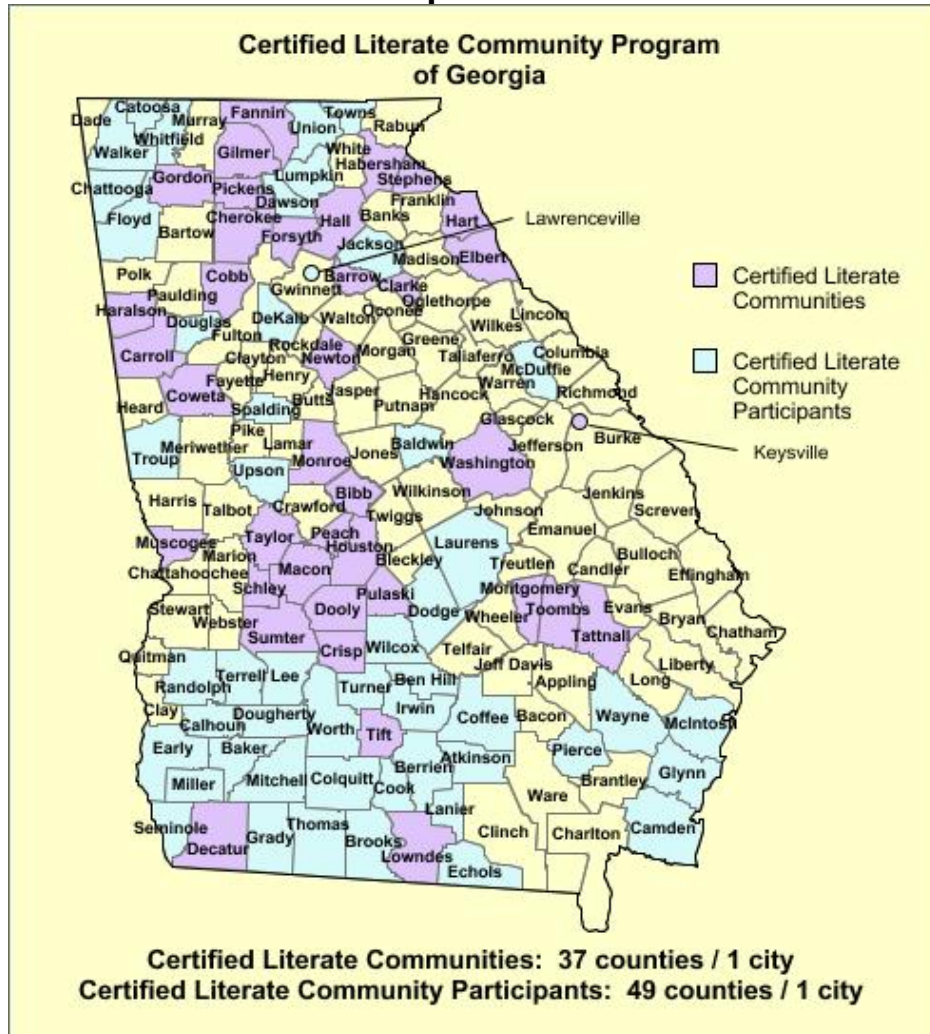 Certified Literate Community Program
of Georgia
Dade
Catoosa
Murray
Fannin
Union
Towns
Rabun
Whitfield
Walker
Gilmer
White
Habersham
Stephens
Lumpkin
Chattooga
Gordon
Pickens
Dawson
Franklin
Floyd
Bartow
Cherokee
Hall
Banks
Hart
Forsyth
Jackson
Lawrenceville
Polk
Cobb
Barrow
Madison
Elbert
Gwinnett
Clarke
Paulding
Oglethorpe
Haralson
Douglas
DeKalb
Walton
Oconee
Wilkes
Lincoln
Fulton
Rockdale
Greene
Carroll
Clayton
Newton
Morgan
Taliaferro
Columbia
McDuffie
Fayette
Henry
Warren
Coweta
Butts
Jasper
Hancock
Richmond
Heard
Spalding
Putnam
Glascock
Pike
Lamar
Burke
Meriwether
Baldwin
Jefferson
Keysville
Troup
Monroe
Jones
Washington
Upson
Harris
Bibb
Wilkinson
Jenkins
Talbot
Crawford
Screven
Twiggs
Johnson
Taylor
Peach
Emanuel
Muscogee
Houston
Laurens
Marion
Macon
Bleckley
Treutlen
Candler
Bulloch
Chattahoochee
Effingham
Schley
Pulaski
Montgomery
Stewart
Dooly
Dodge
Wheeler
Toombs
Evans
Webster
Bryan
Sumter
Tattnall
Chatham
Quitman
Crisp
Wilcox
Telfair
Jeff Davis
Liberty
Terrell
Lee
Ben Hill
Appling
Long
Randolph
Turner
Clay
Calhoun
Dougherty
Irwin
Coffee
Bacon
Wayne
McIntosh
Worth
Tift
Early
Baker
Atkinson
Pierce
Berrien
Glynn
Miller
Mitchell
Colquitt
Cook
Brantley
Ware
Lanier
Seminole
Thomas
Clinch
Charlton
Camden
Decatur
Grady
Brooks
Lowndes
Echols
Certified Literate
Communities
Certified Literate
Community
Participants
Certified Literate Communities: 37 counties / 1 city
Certified Literate Community Participants: 49 counties / 1 city